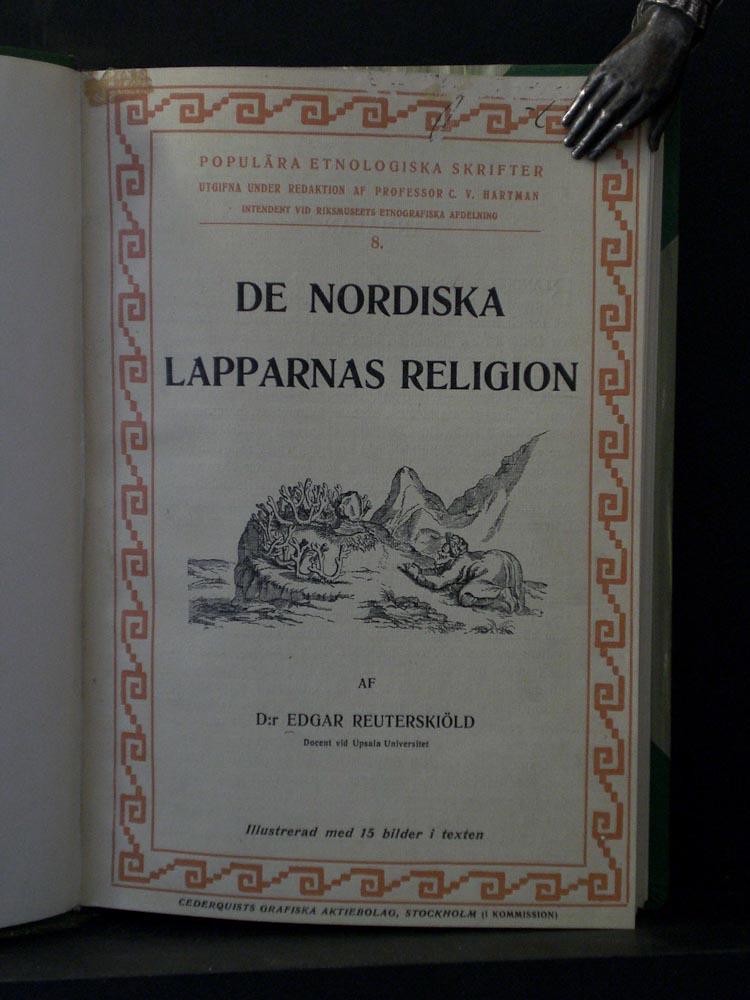 POPULÄRA ETNOLOGISKA SKRIFTER
UTGIFNA UNDER REDAKTION AF PROFESSOR C. V. HARTMAN
INTENDENT VID RIKSMUSEETS ETNOGRAFISKA AFDELNING
8.
DE NORDISKA
LAPPARNAS RELIGION
AF
D:r EDGAR REUTERSKIÖLD
Docent vid Upsala Universitet
Illustrerad med 15 bilder i texten
CEDERQUISTS GRAFISKA AKTIEBOLAG, STOCKHOLM (I KOMMISSION)